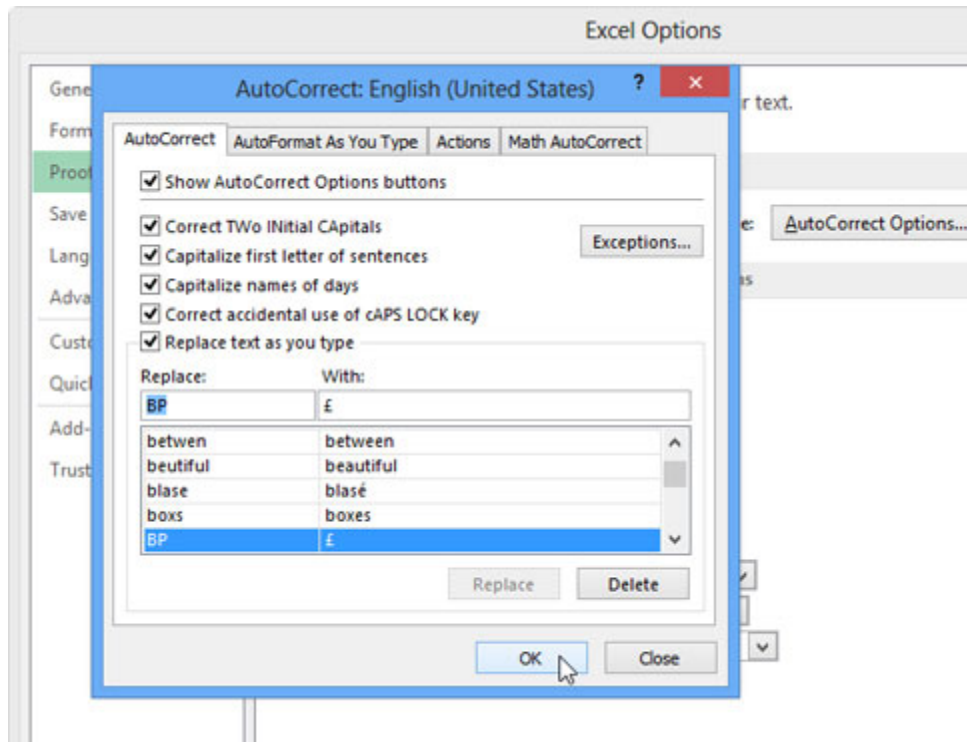 Excel Options
AutoCorrect: English (United States)
?
Gene
r text.
Form
AutoCorrect AutoFormat As You Type Actions Math AutoCorrect
Proof
Show AutoCorrect Options buttons
Save
Correct TWo INitial CApitals
e: AutoCorrect Options...
Exceptions...
Lang
Capitalize first letter of sentences
ns
Adva
Capitalize names of days
Correct accidental use of cAPS LOCK key
Custo
Replace text as you type
Quick
Replace: With:
BP £
Add-
betwen between
Trust
beutiful beautiful
blase blasé
boxs boxes
BP £
Replace Delete
OK Close